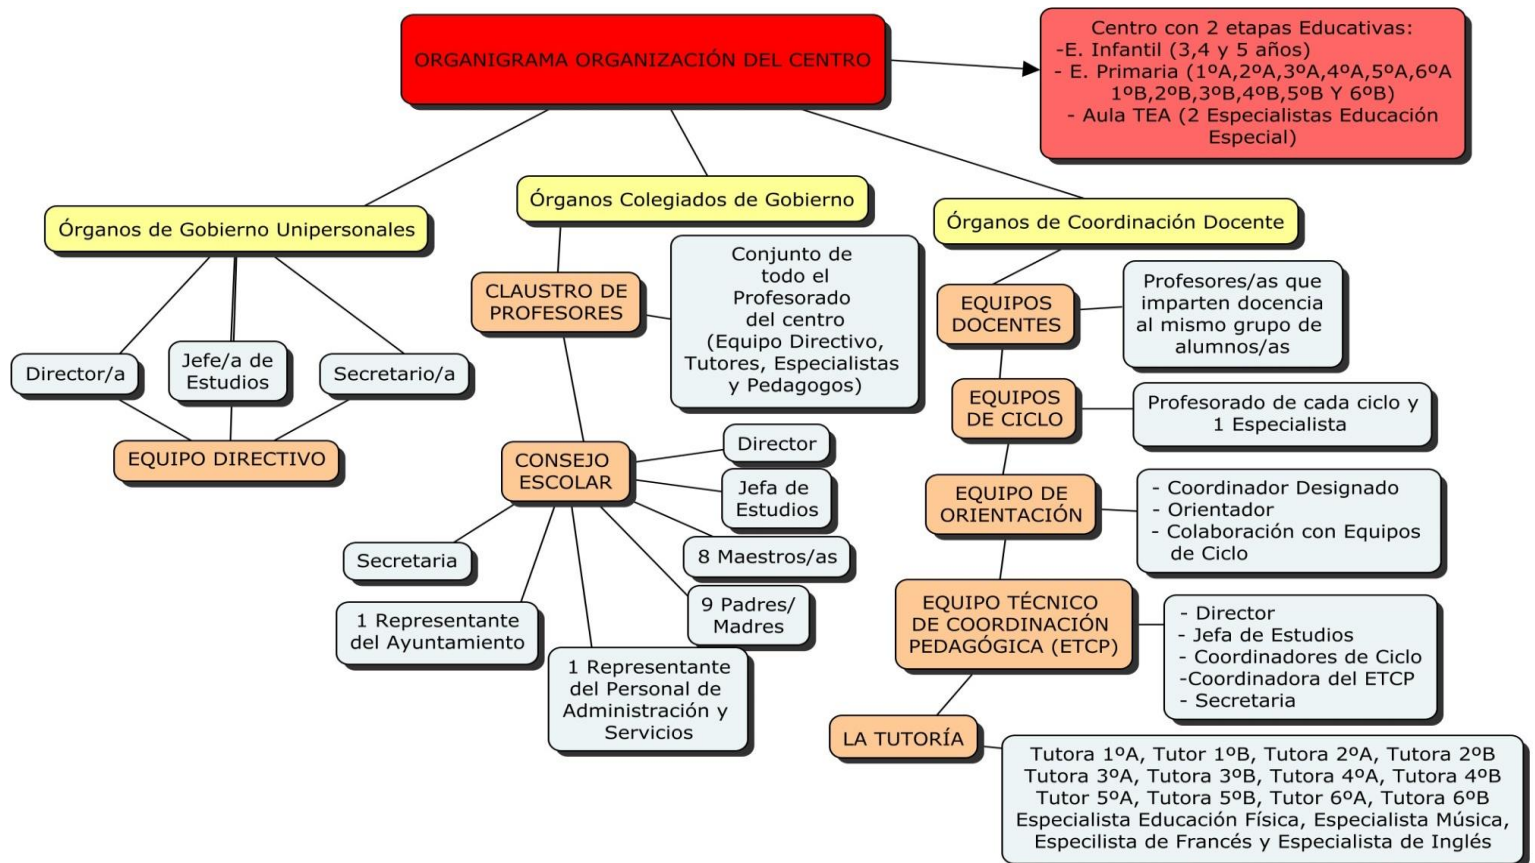 ORGANIGRAMA ORGANIZACIÓN DEL CENTRO
Centro con 2 etapas Educativas:
-E. Infantil (3,4 y 5 años)
- E. Primaria (1ºA,2ºA,3ºA,4ºA,5ºA,6ºA
1ºB,2ºB,3ºB,4ºB,5ºB Y 6ºB)
- Aula TEA (2 Especialistas Educación
Especial)
Órganos de Gobierno Unipersonales
Director/a
Jefe/a de
Estudios
Secretario/a
EQUIPO DIRECTIVO
Órganos Colegiados de Gobierno
CLAUSTRO DE
PROFESORES
Conjunto de
todo el
Profesorado
del centro
(Equipo Directivo,
Tutores, Especialistas
y Pedagogos)
CONSEJO
ESCOLAR
Director
Jefa de
Estudios
8 Maestros/as
9 Padres/
Madres
1 Representante
del Personal de
Administración y
Servicios
1 Representante
del Ayuntamiento
Secretaria
Órganos de Coordinación Docente
EQUIPOS
DOCENTES
Profesores/as que
imparten docencia
al mismo grupo de
alumnos/as
EQUIPOS
DE CICLO
Profesorado de cada ciclo y
1 Especialista
EQUIPO DE
ORIENTACIÓN
- Coordinador Designado
- Orientador
- Colaboración con Equipos
de Ciclo
EQUIPO TÉCNICO
DE COORDINACIÓN
PEDAGÓGICA (ETCP)
- Director
- Jefa de Estudios
- Coordinadores de Ciclo
-Coordinadora del ETCP
- Secretaria
LA TUTORÍA
Tutora 1ºA, Tutor 1ºB, Tutora 2ºA, Tutora 2ºB
Tutora 3ºA, Tutora 3ºB, Tutora 4ºA, Tutora 4ºB
Tutor 5ºA, Tutora 5ºB, Tutor 6ºA, Tutora 6ºB
Especialista Educación Física, Especialista Música,
Especilista de Francés y Especialista de Inglés